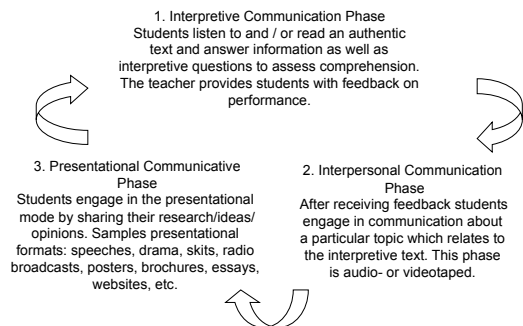 1. Interpretive Communication Phase
Students listen to and / or read an authentic
text and answer information as well as
interpretive questions to assess comprehension.
The teacher provides students with feedback on
performance.
2. Interpersonal Communication
Phase
After receiving feedback students
engage in communication about
a particular topic which relates to
the interpretive text. This phase
is audio- or videotaped.
3. Presentational Communicative
Phase
Students engage in the presentational
mode by sharing their research/ideas/
opinions. Samples presentational
formats: speeches, drama, skits, radio
broadcasts, posters, brochures, essays,
websites, etc.